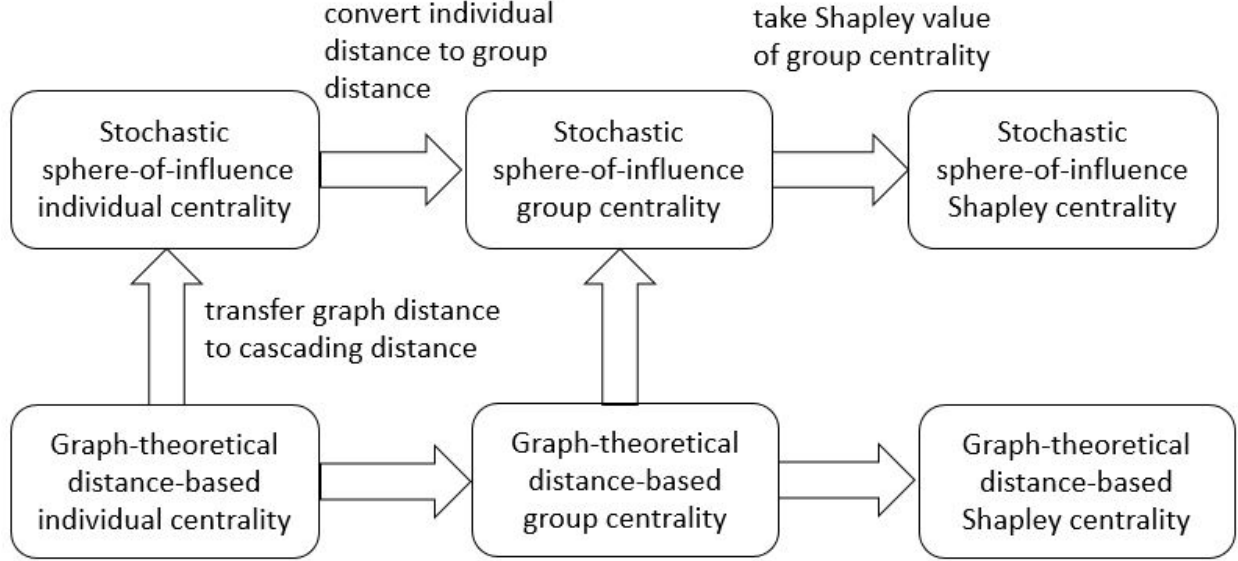 convert individual
distance to group
distance
take Shapley value
of group centrality
Stochastic
sphere-of-influence
individual centrality
Stochastic
sphere-of-influence
group centrality
Stochastic
sphere-of-influence
Shapley centrality
transfer graph distance
to cascading distance
Graph-theoretical
distance-based
individual centrality
Graph-theoretical
distance-based
group centrality
Graph-theoretical
distance-based
Shapley centrality